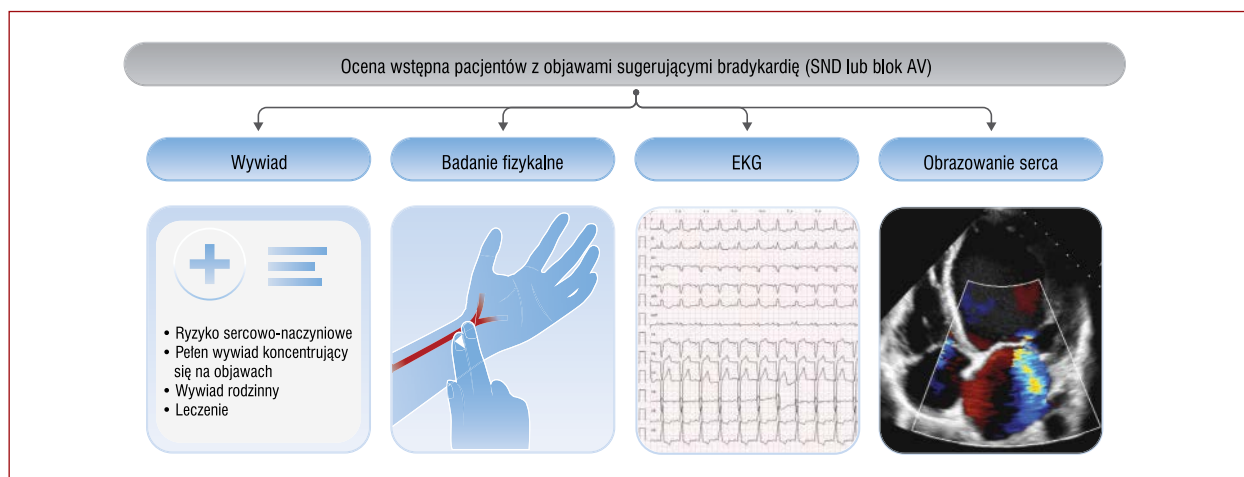 Ocena wstępna pacjentów z objawami sugerującymi bradykardię (SND lub blok AV)
Wywiad
Badanie fizykalne
EKG
Obrazowanie serca
• Ryzyko sercowo-naczyniowe
• Pełen wywiad koncentrujący
się na objawach
• Wywiad rodzinny
• Leczenie